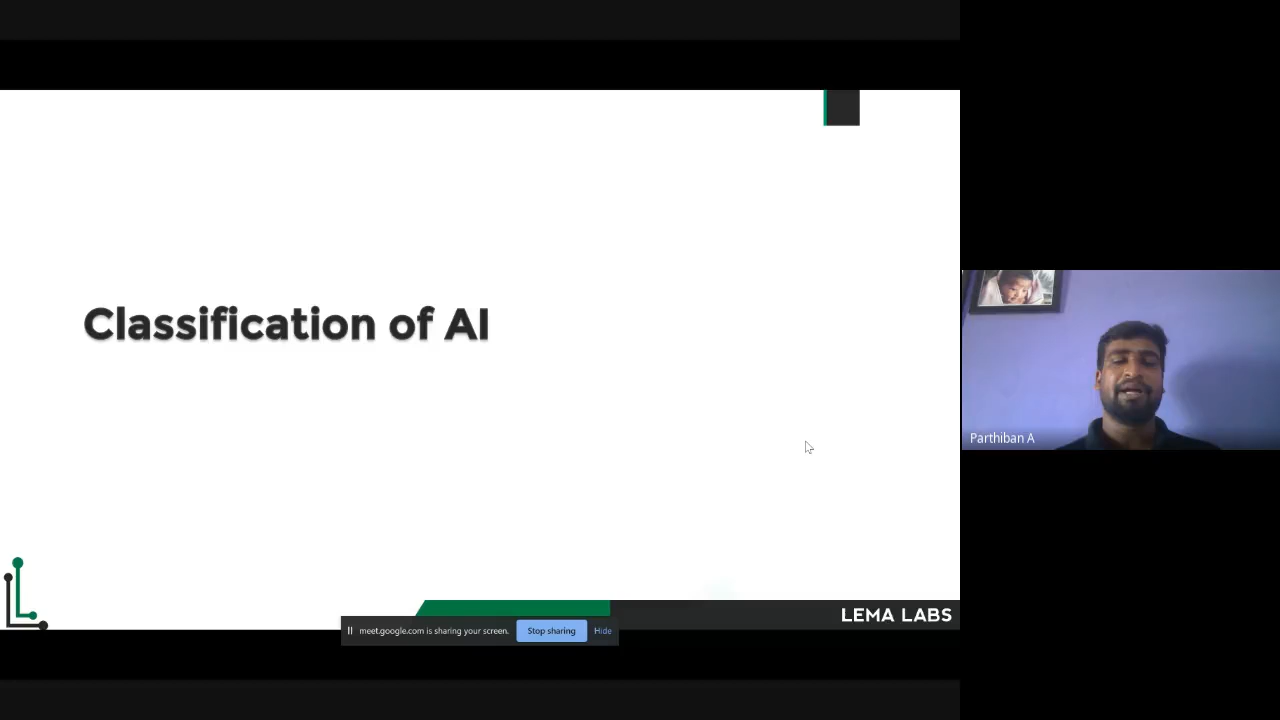 Classification of AI
Parthiban A
LEMA LABS
meet.google.com is sharing your screen. Stop sharing Hide